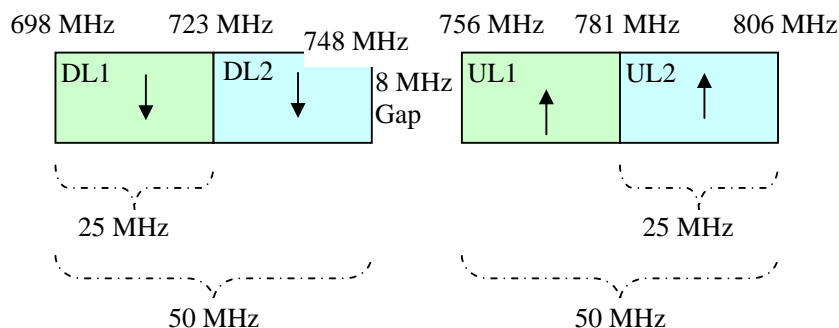 698 MHz 723 MHz 748 MHz 756 MHz 781 MHz 806 MHz
DL1 DL2 8 MHz Gap UL1 UL2
25 MHz 25 MHz
50 MHz 50 MHz